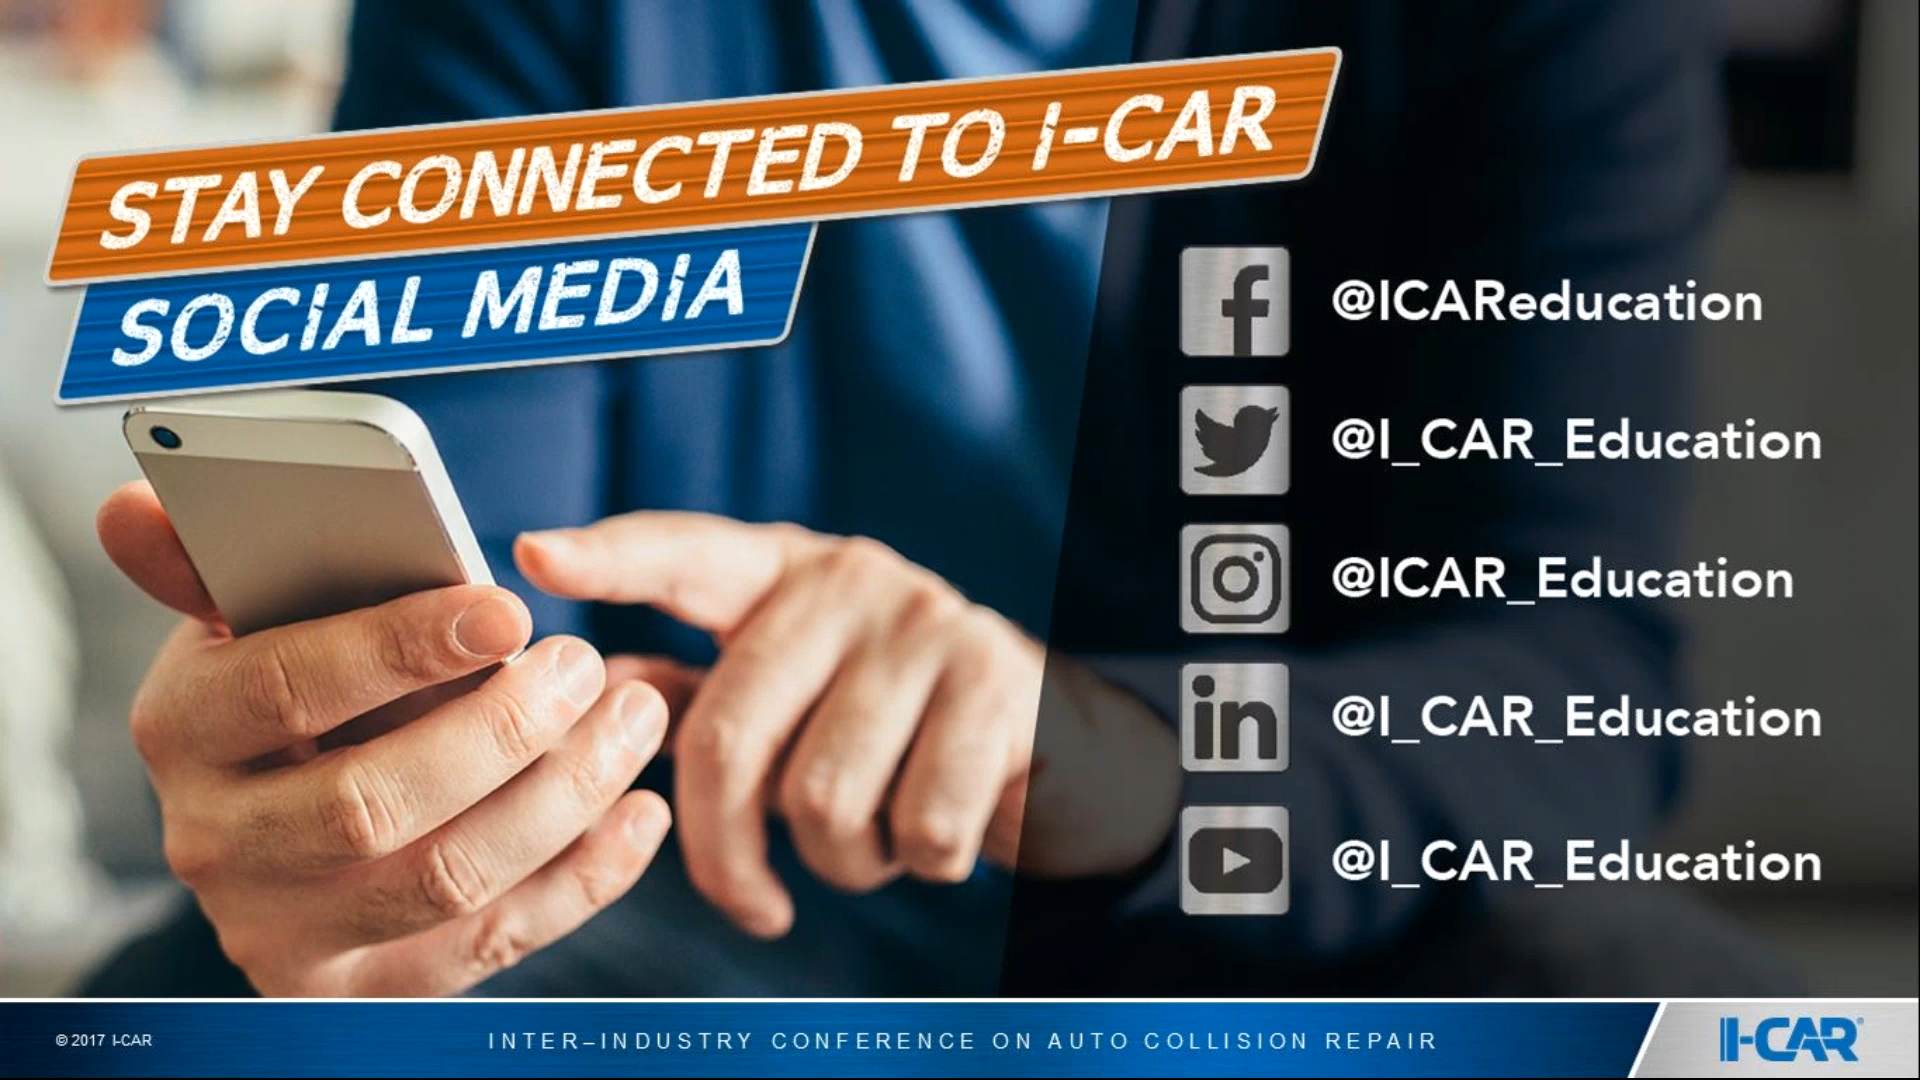 STAY CONNECTED TO I-CAR
SOCIAL MEDIA
@ICAReducation
@I_CAR_Education
@ICAR_Education
@I_CAR_Education
@I_CAR_Education
© 2017 I-CAR
INTER-INDUSTRY CONFERENCE ON AUTO COLLISION REPAIR
I-CAR®